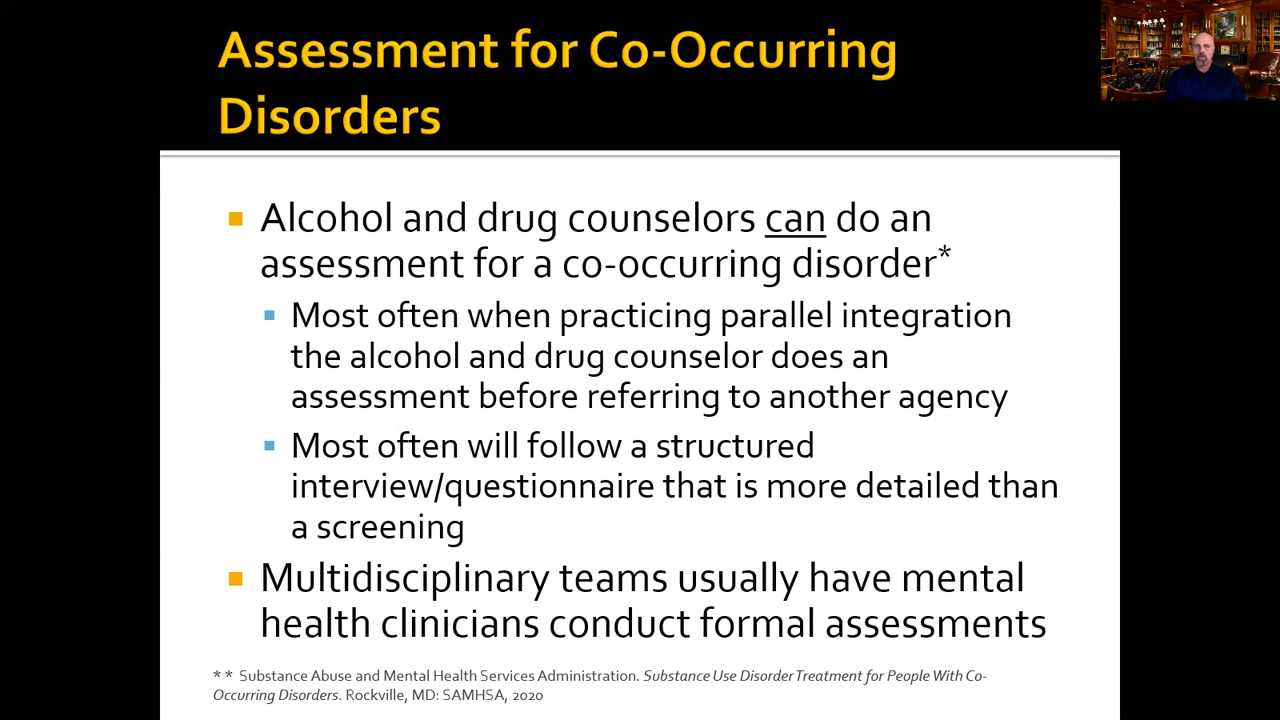 Assessment for Co-Occurring
Disorders
Alcohol and drug counselors can do an
assessment for a co-occurring disorder*
Most often when practicing parallel integration
the alcohol and drug counselor does an
assessment before referring to another agency
Most often will follow a structured
interview/questionnaire that is more detailed than
a screening
Multidisciplinary teams usually have mental
health clinicians conduct formal assessments
* * Substance Abuse and Mental Health Services Administration. Substance Use Disorder Treatment for People With Co-
Occurring Disorders. Rockville, MD: SAMHSA, 2020